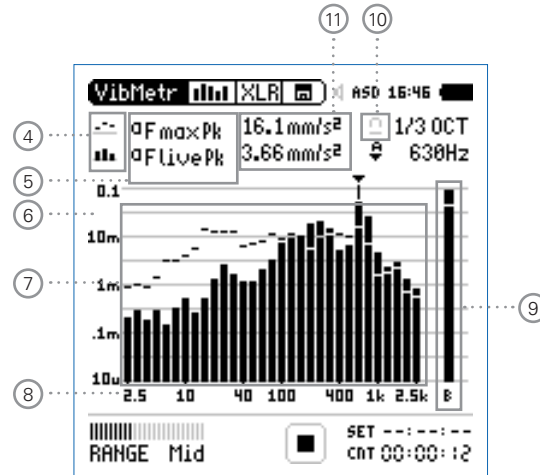 11 10
VibMetr XLR ASD 16:46
4 aFmaxPk 16.1mm/s² 1/3 OCT
aFlivePk 3.66mm/s² 630Hz
5
0.1
6
10m
7 1m
9
.1m
10u
8 2.5 10 40 100 400 1k 2.5k B
RANGE Mid SET --:--:--
CNT 00:00:12